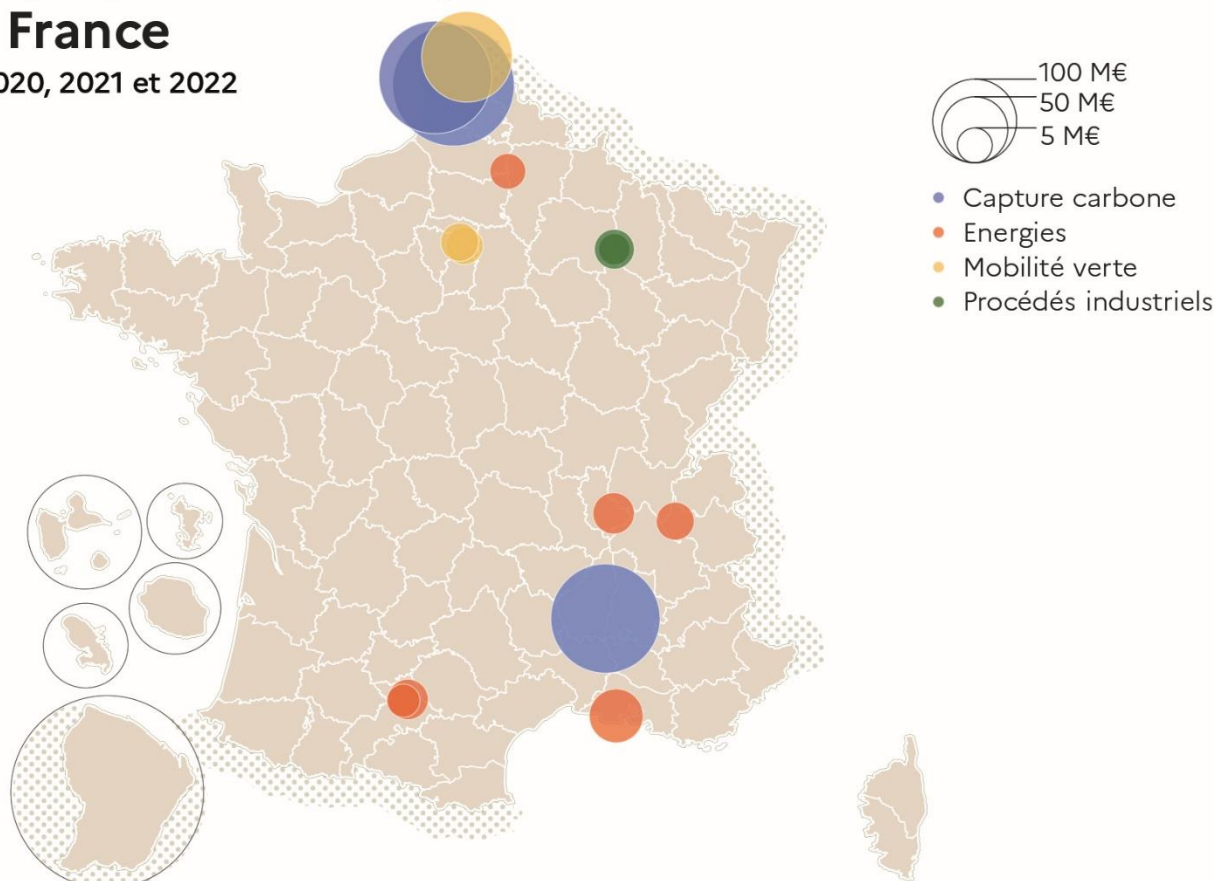 France
020, 2021 et 2022
100 M€
50 M€
5 M€
Capture carbone
Energies
Mobilité verte
Procédés industriels